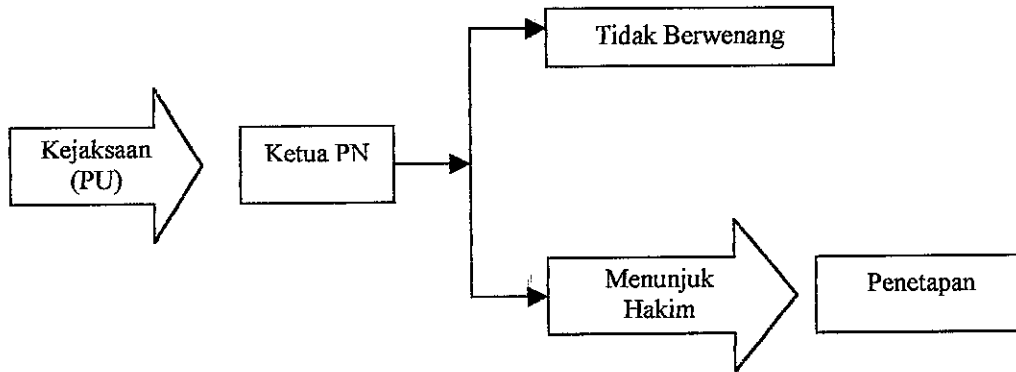 Tidak Berwenang
Kejaksaan
(PU)
Ketua PN
Menunjuk
Hakim
Penetapan